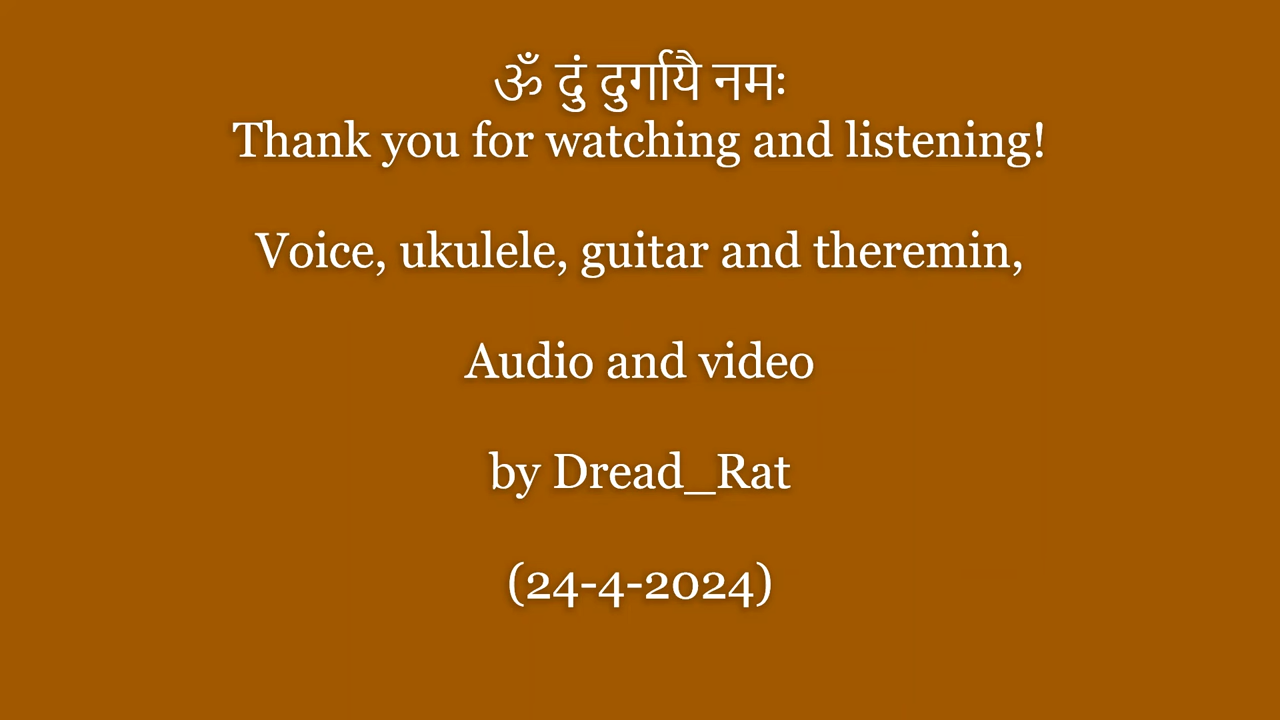 ॐ दुं दुर्गायै नमः
Thank you for watching and listening!
Voice, ukulele, guitar and theremin,
Audio and video
by Dread_Rat
(24-4-2024)